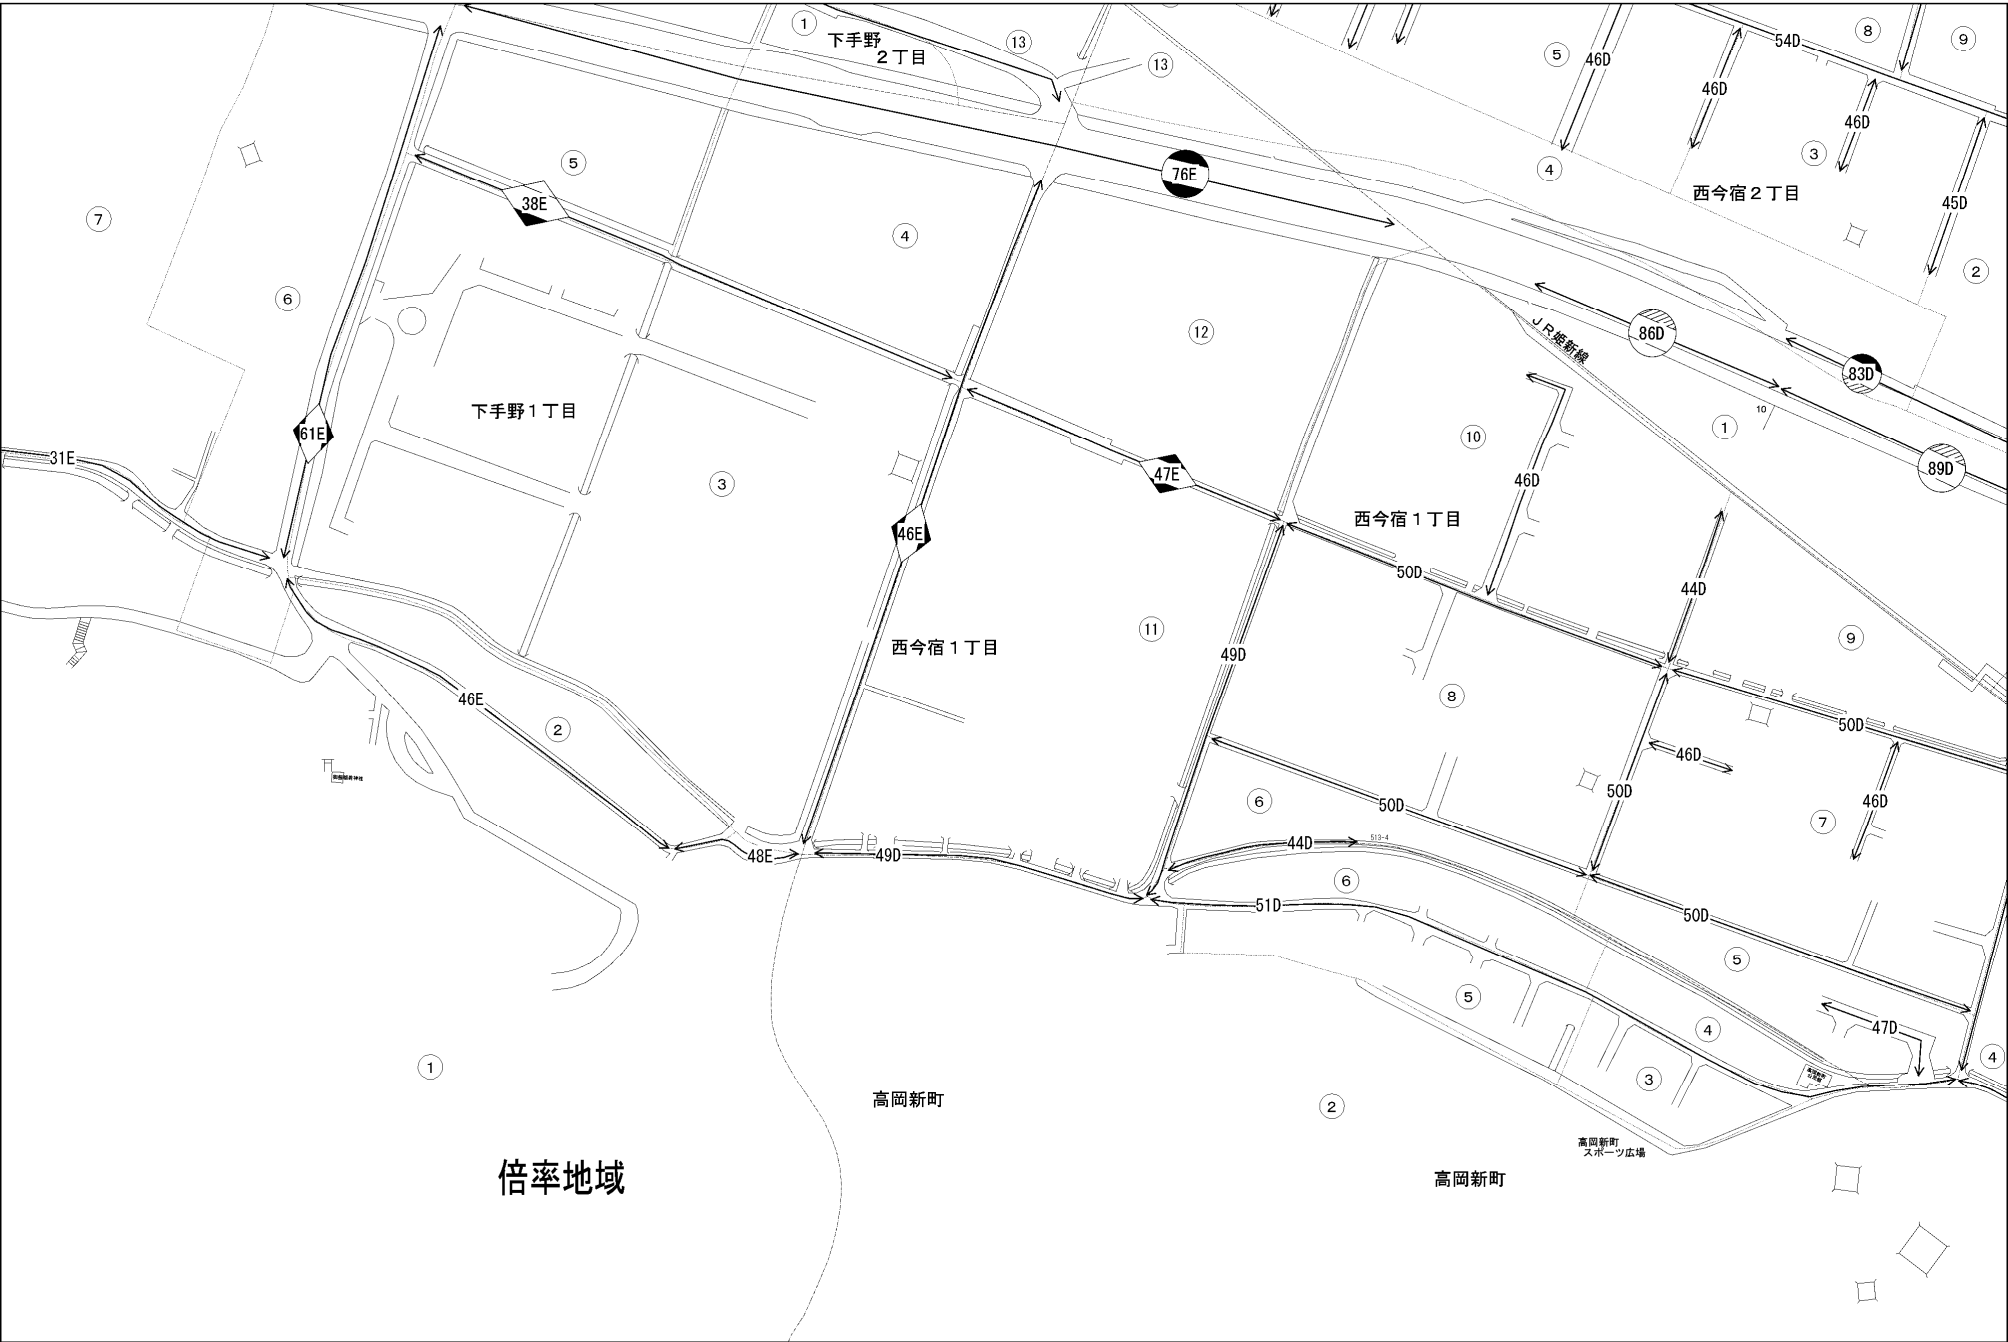 ①
下手野
２丁目
⑬
⑬
⑤
46D
54D
⑧
⑨
46D
46D
③
④
西今宿２丁目
45D
②
⑤
38E
76E
⑦
④
⑥
⑫
86D
ＪＲ姫新線
83D
下手野１丁目
10
①
61E
31E
⑩
89D
47E
46D
③
46E
西今宿１丁目
50D
44D
⑪
西今宿１丁目
49D
⑨
46E
⑧
②
50D
46D
50D
⑥
50D
46D
⑦
513-4
44D
48E
49D
⑥
51D
50D
⑤
⑤
④
47D
④
①
高岡新町
③
②
高岡新町
スポーツ広場
倍率地域
高岡新町